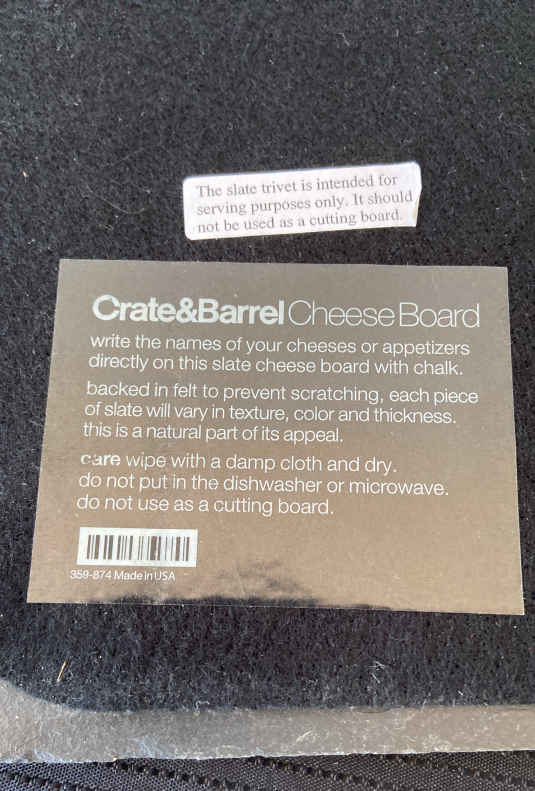 The slate trivet is intended for
serving purposes only. It should
not be used as a cutting board.
Crate&Barrel Cheese Board
write the names of your cheeses or appetizers
directly on this slate cheese board with chalk.
backed in felt to prevent scratching, each piece
of slate will vary in texture, color and thickness.
this is a natural part of its appeal.
care wipe with a damp cloth and dry.
do not put in the dishwasher or microwave.
do not use as a cutting board.
359-874 Made in USA